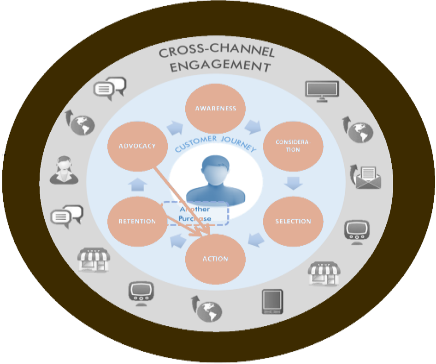 CROSS-CHANNEL
ENGAGEMENT
AWARENESS
CONSIDERA
TION
SELECTION
ACTION
RETENTION
ADVOCACY
CUSTOMER JOURNEY
Another
Purchase